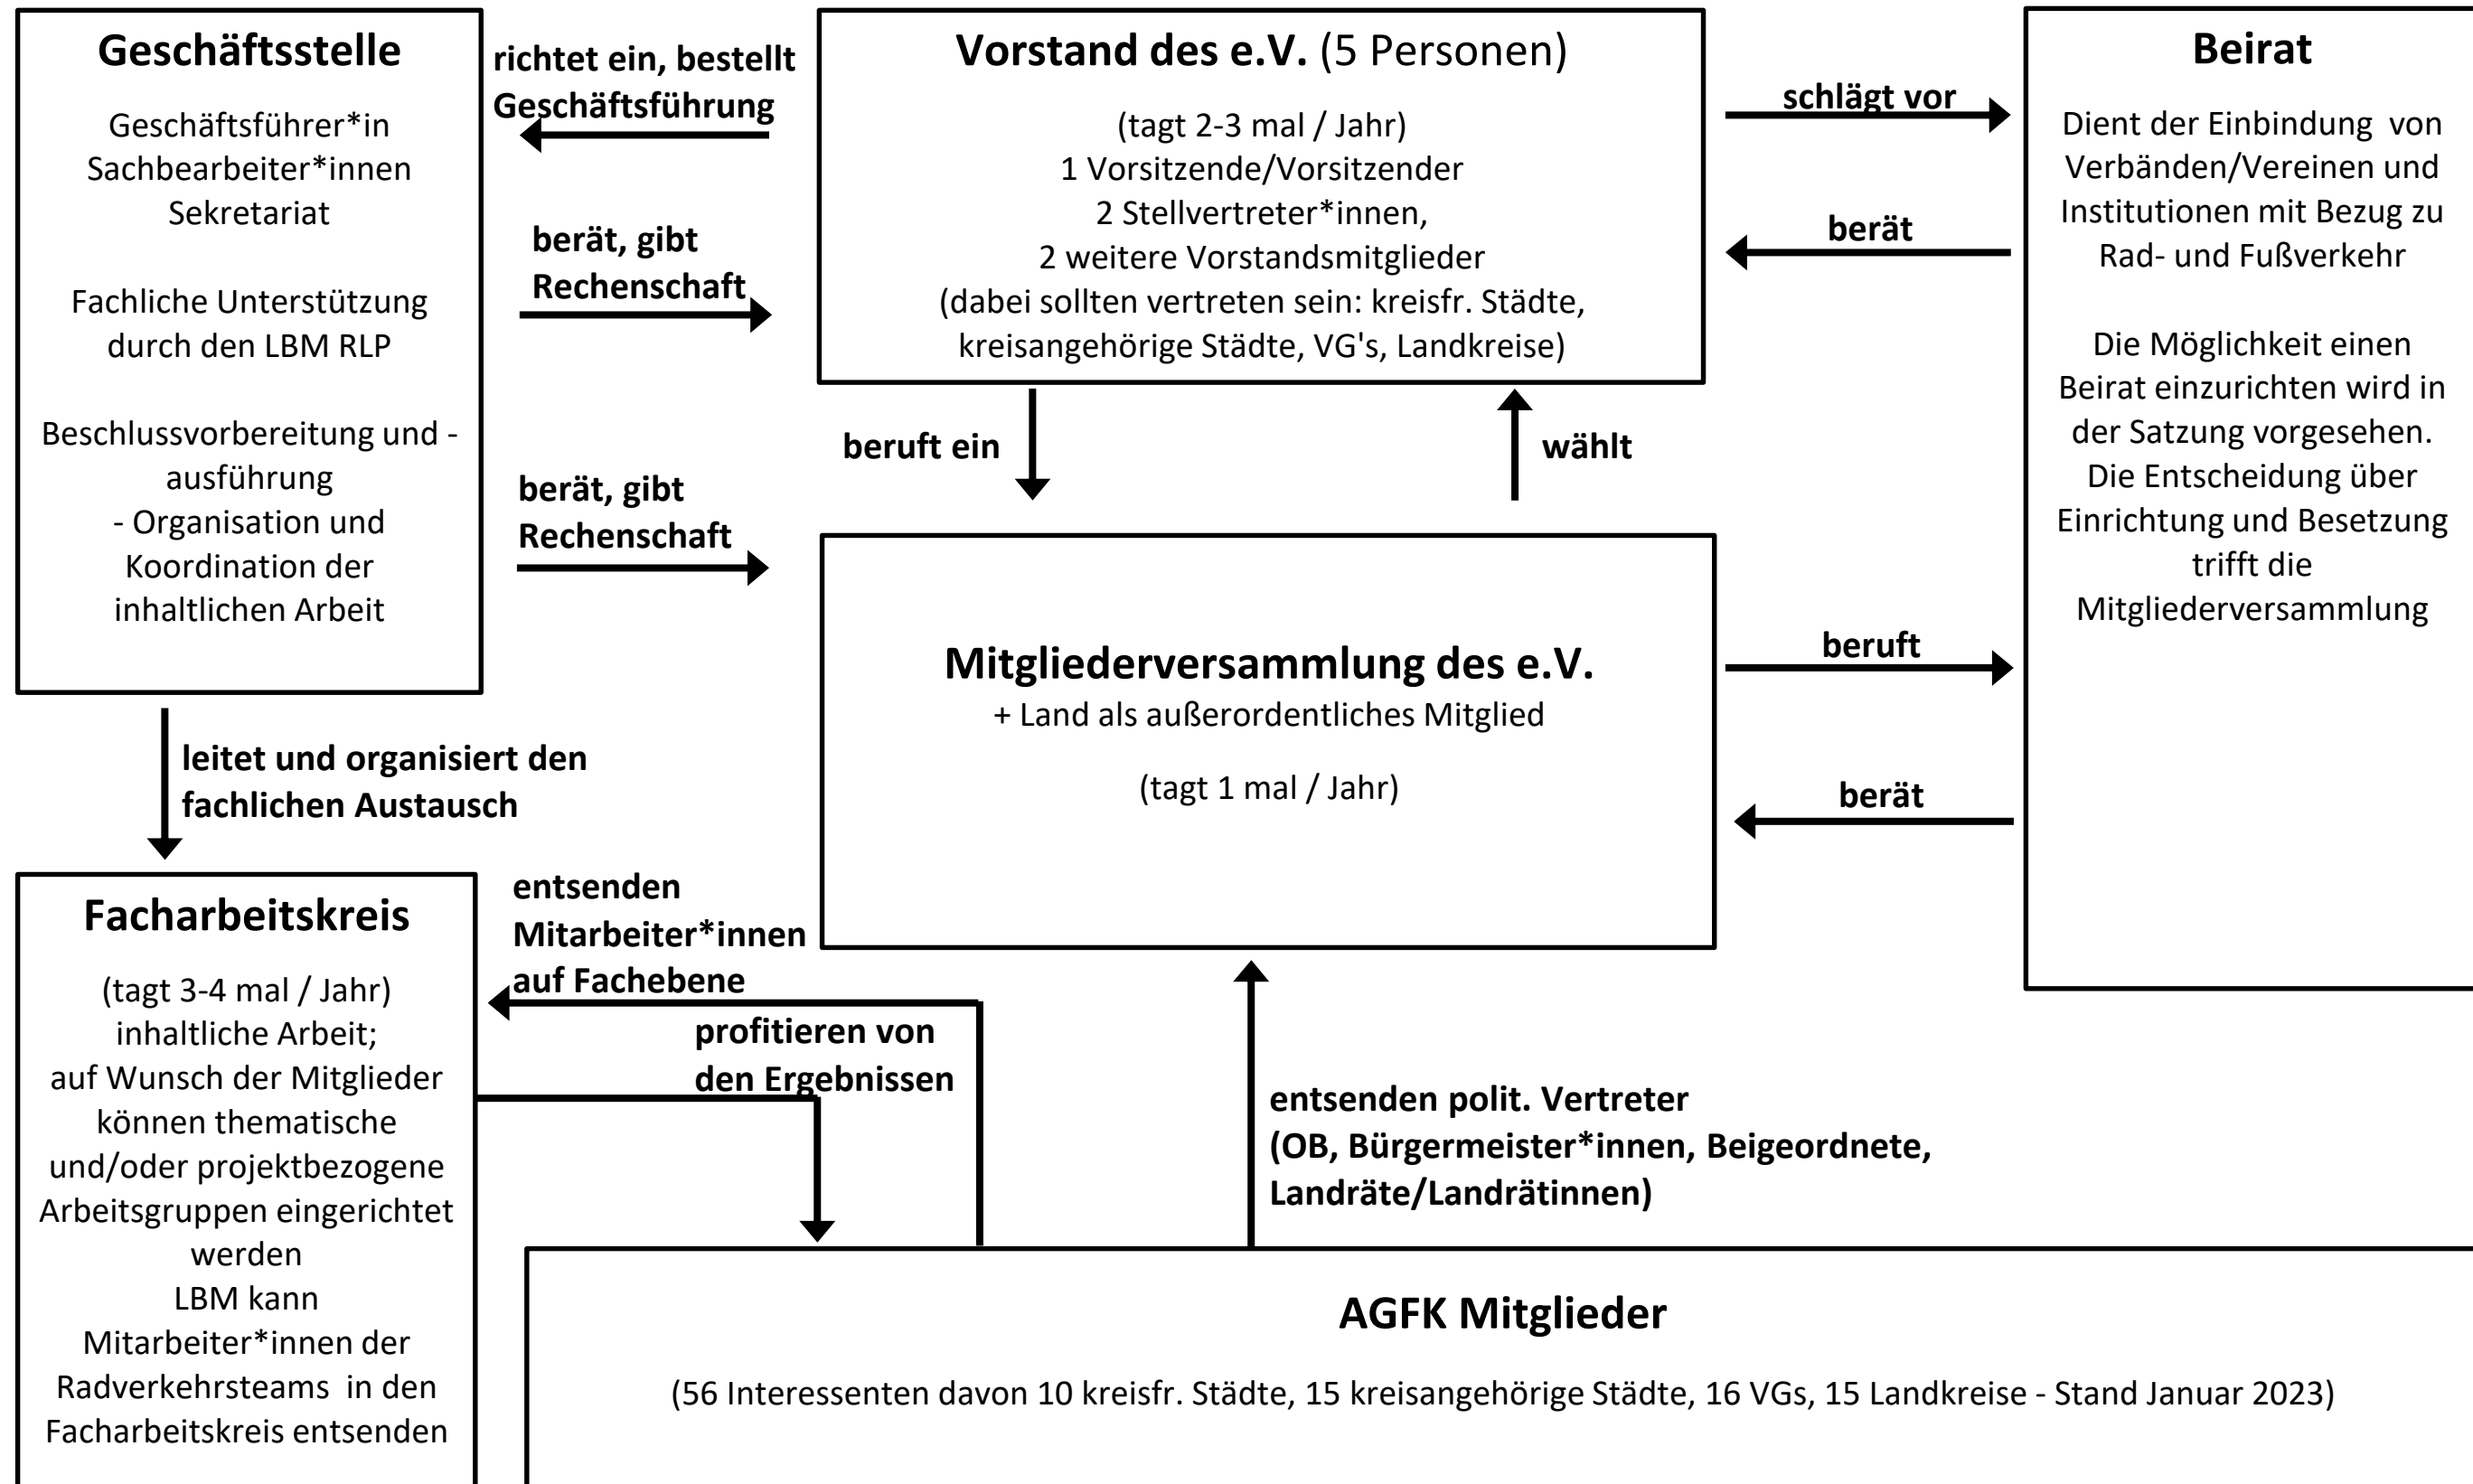 Geschäftsstelle
Geschäftsführer*in
Sachbearbeiter*innen
Sekretariat
Fachliche Unterstützung
durch den LBM RLP
Beschlussvorbereitung und -
ausführung
- Organisation und
Koordination der
inhaltlichen Arbeit
richtet ein, bestellt
Geschäftsführung
berät, gibt
Rechenschaft
berät, gibt
Rechenschaft
Vorstand des e.V. (5 Personen)
(tagt 2-3 mal / Jahr)
1 Vorsitzende/Vorsitzender
2 Stellvertreter*innen,
2 weitere Vorstandsmitglieder
(dabei sollten vertreten sein: kreisfr. Städte,
kreisangehörige Städte, VG's, Landkreise)
schlägt vor
berät
Beirat
Dient der Einbindung  von
Verbänden/Vereinen und
Institutionen mit Bezug zu
Rad- und Fußverkehr
Die Möglichkeit einen
Beirat einzurichten wird in
der Satzung vorgesehen.
Die Entscheidung über
Einrichtung und Besetzung
trifft die
Mitgliederversammlung
beruft ein
wählt
Mitgliederversammlung des e.V.
+ Land als außerordentliches Mitglied
(tagt 1 mal / Jahr)
beruft
berät
leitet und organisiert den
fachlichen Austausch
Facharbeitskreis
(tagt 3-4 mal / Jahr)
inhaltliche Arbeit;
auf Wunsch der Mitglieder
können thematische
und/oder projektbezogene
Arbeitsgruppen eingerichtet
werden
LBM kann
Mitarbeiter*innen der
Radverkehrsteams  in den
Facharbeitskreis entsenden
entsenden
Mitarbeiter*innen
auf Fachebene
profitieren von
den Ergebnissen
entsenden polit. Vertreter
(OB, Bürgermeister*innen, Beigeordnete,
Landräte/Landrätinnen)
AGFK Mitglieder
(56 Interessenten davon 10 kreisfr. Städte, 15 kreisangehörige Städte, 16 VGs, 15 Landkreise - Stand Januar 2023)